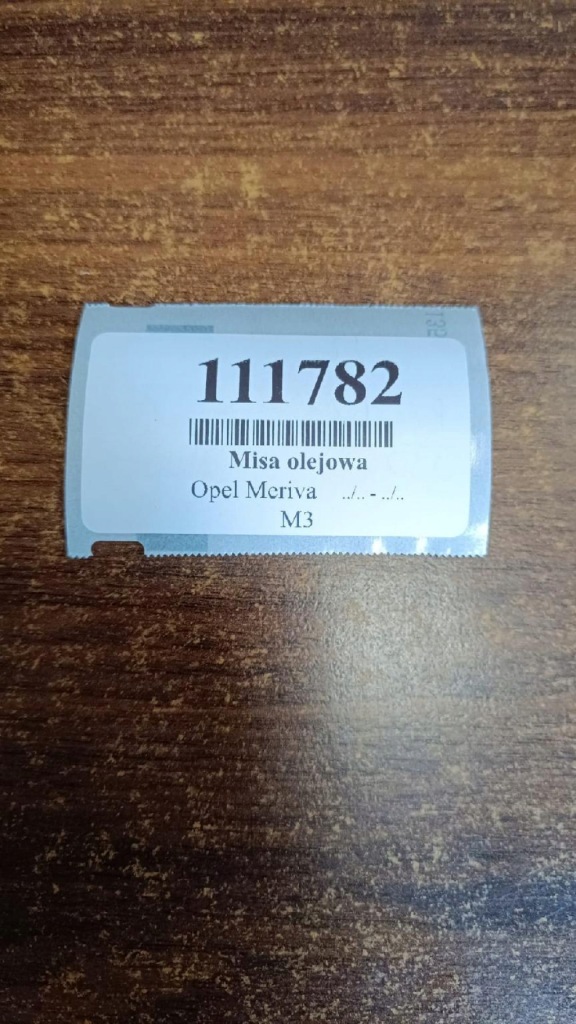 111782
Misa olejowa
Opel Meriva ../.. - ../..
M3